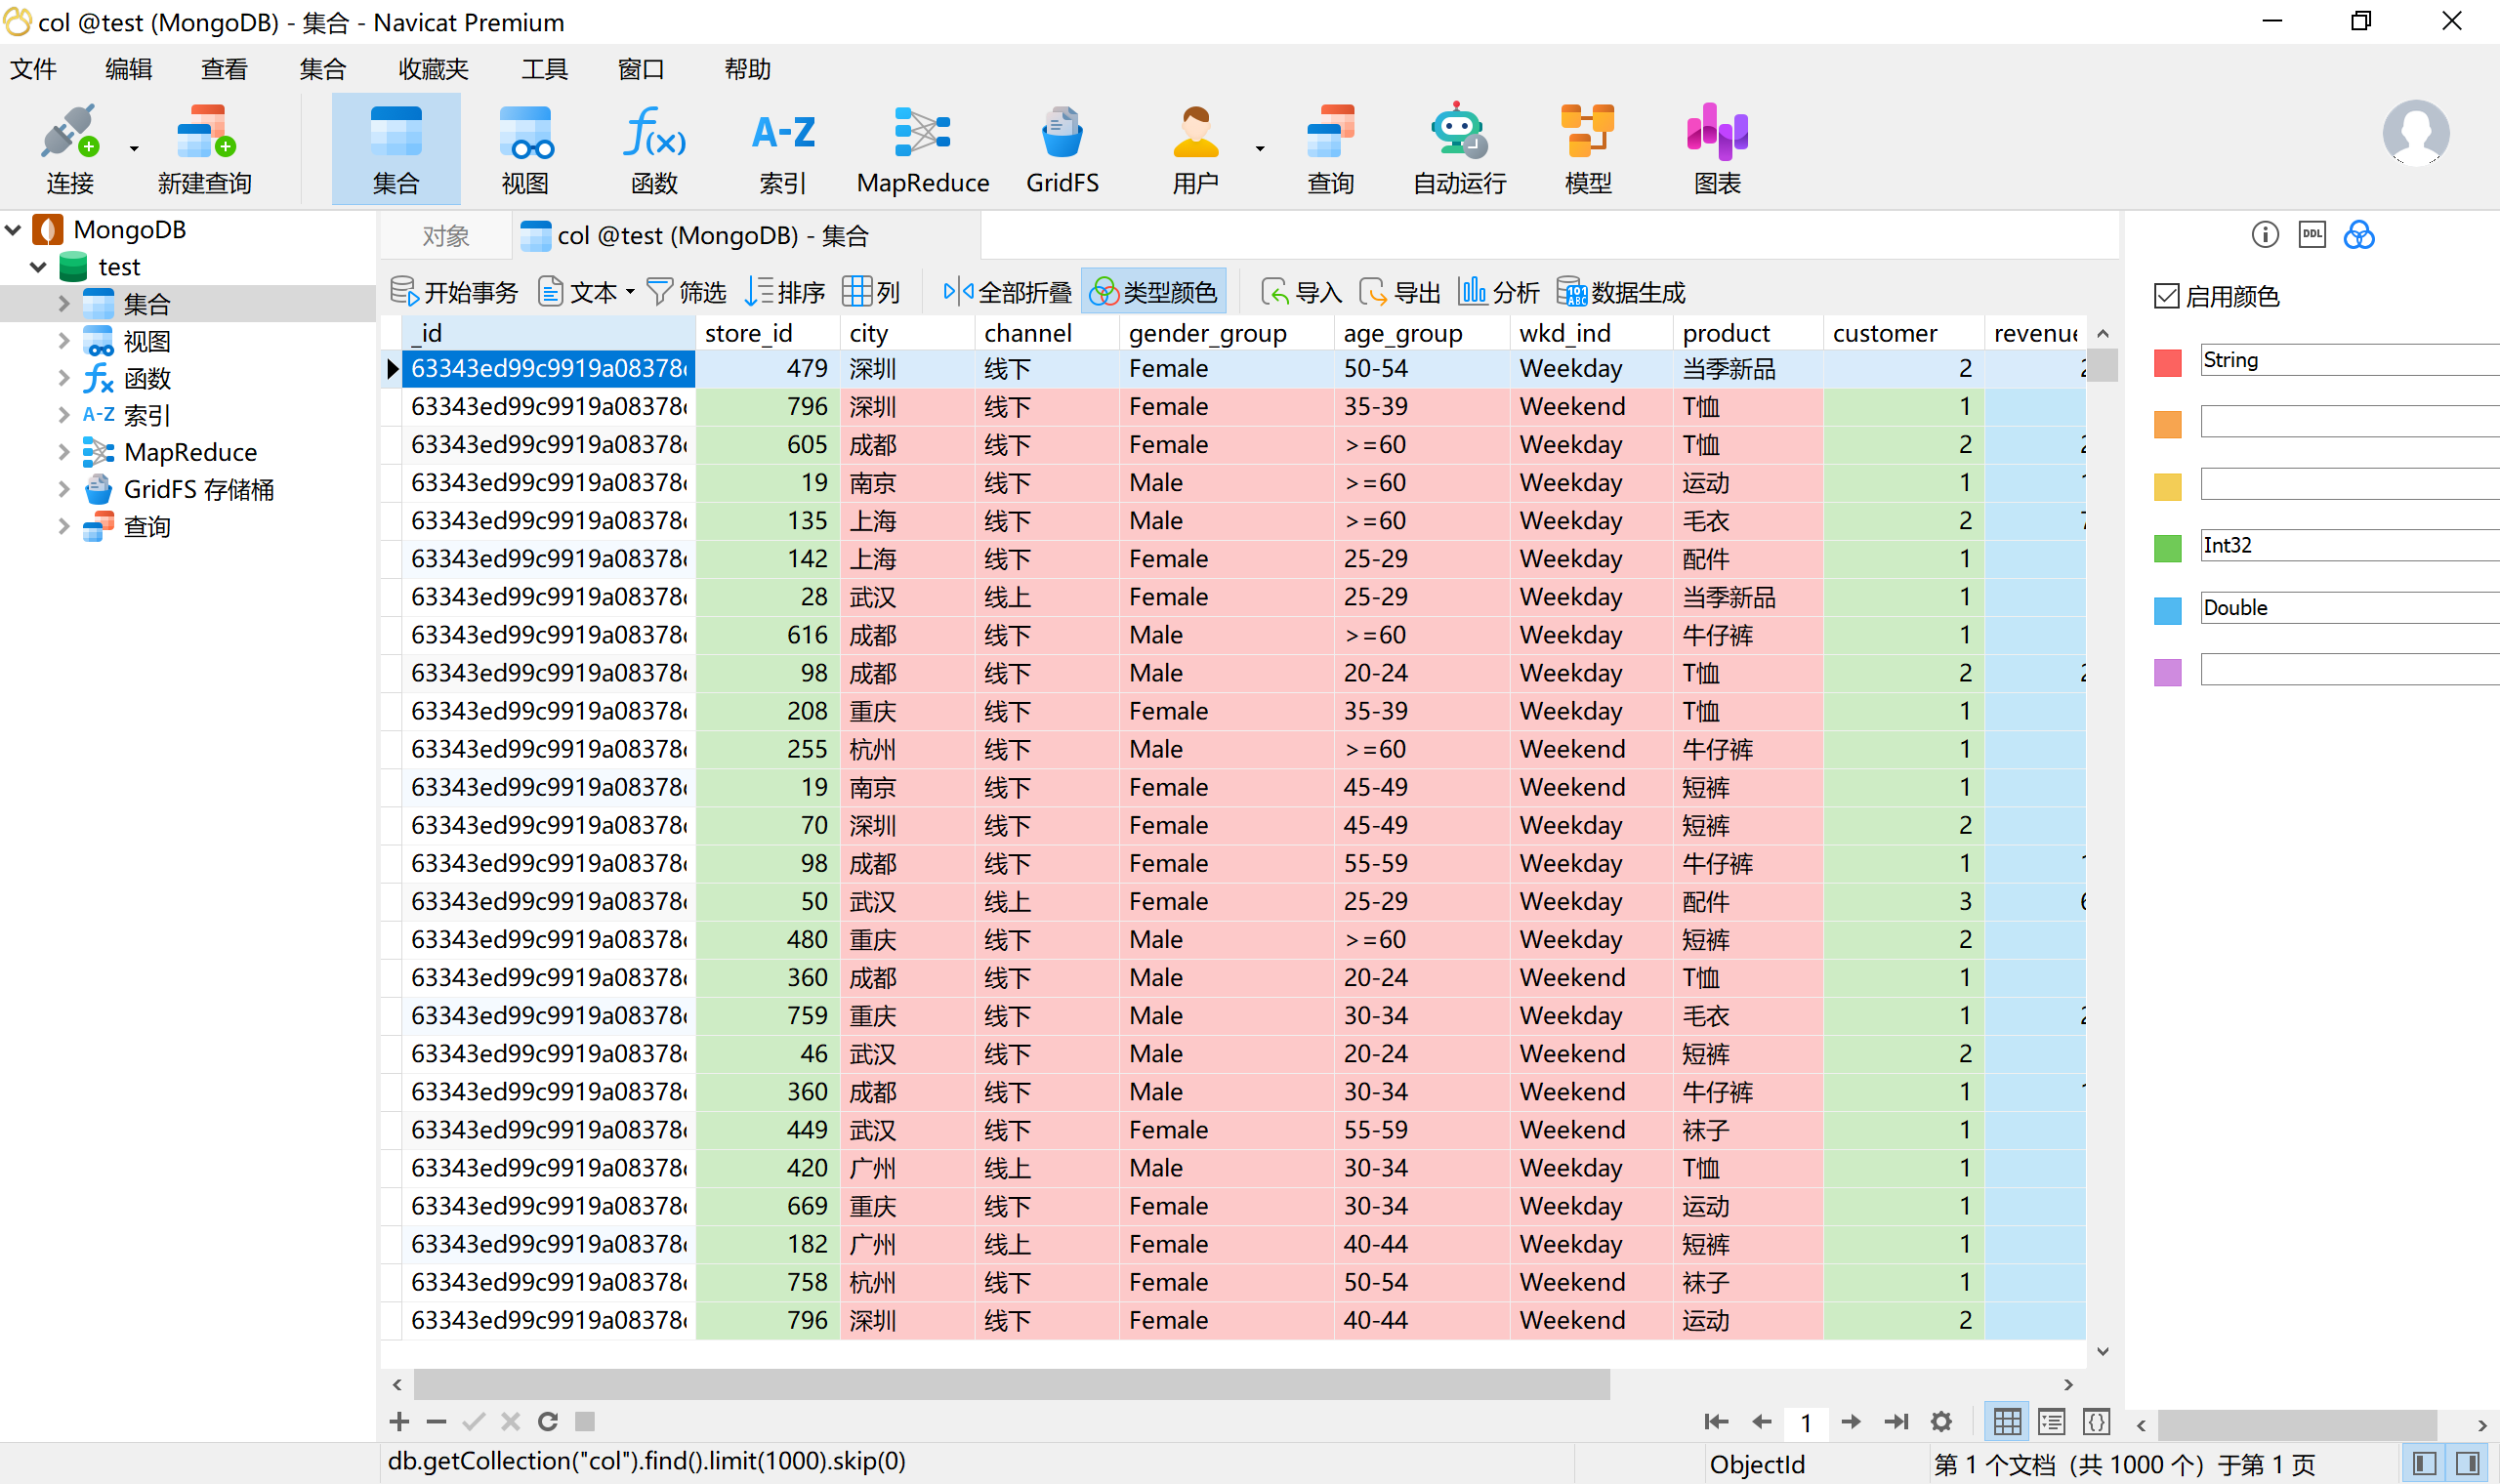 col @test (MongoDB) - 集合 - Navicat Premium
文件 编辑 查看 集合 收藏夹 工具 窗口 帮助
连接 新建查询 集合 视图 函数 索引 MapReduce GridFS 用户 查询 自动运行 模型 图表
MongoDB
test
集合
视图
函数
索引
MapReduce
GridFS 存储桶
查询
对象 col @test (MongoDB) - 集合
开始事务 文本 筛选 排序 列 全部折叠 类型颜色 导入 导出 分析 数据生成
_id store_id city channel gender_group age_group wkd_ind product customer revenue
63343ed99c9919a08378 479 深圳 线下 Female 50-54 Weekday 当季新品 2
63343ed99c9919a08378 796 深圳 线下 Female 35-39 Weekend T恤 1
63343ed99c9919a08378 605 成都 线下 Female >=60 Weekday T恤 2
63343ed99c9919a08378 19 南京 线下 Male >=60 Weekday 运动 1
63343ed99c9919a08378 135 上海 线下 Male >=60 Weekday 毛衣 2
63343ed99c9919a08378 142 上海 线下 Female 25-29 Weekday 配件 1
63343ed99c9919a08378 28 武汉 线上 Female 25-29 Weekday 当季新品 1
63343ed99c9919a08378 616 成都 线下 Male >=60 Weekday 牛仔裤 1
63343ed99c9919a08378 98 成都 线下 Male 20-24 Weekday T恤 2
63343ed99c9919a08378 208 重庆 线下 Female 35-39 Weekday T恤 1
63343ed99c9919a08378 255 杭州 线下 Male >=60 Weekend 牛仔裤 1
63343ed99c9919a08378 19 南京 线下 Female 45-49 Weekday 短裤 1
63343ed99c9919a08378 70 深圳 线下 Female 45-49 Weekday 短裤 2
63343ed99c9919a08378 98 成都 线下 Female 55-59 Weekday 牛仔裤 1
63343ed99c9919a08378 50 武汉 线上 Female 25-29 Weekday 配件 3
63343ed99c9919a08378 480 重庆 线下 Male >=60 Weekday 短裤 2
63343ed99c9919a08378 360 成都 线下 Male 20-24 Weekend T恤 1
63343ed99c9919a08378 759 重庆 线下 Male 30-34 Weekday 毛衣 1
63343ed99c9919a08378 46 武汉 线下 Male 20-24 Weekend 短裤 2
63343ed99c9919a08378 360 成都 线下 Male 30-34 Weekend 牛仔裤 1
63343ed99c9919a08378 449 武汉 线下 Female 55-59 Weekend 袜子 1
63343ed99c9919a08378 420 广州 线上 Male 30-34 Weekday T恤 1
63343ed99c9919a08378 669 重庆 线下 Female 30-34 Weekday 运动 1
63343ed99c9919a08378 182 广州 线上 Female 40-44 Weekday 短裤 1
63343ed99c9919a08378 758 杭州 线下 Female 50-54 Weekend 袜子 1
63343ed99c9919a08378 796 深圳 线下 Female 40-44 Weekend 运动 2
DDL
启用颜色
String
Int32
Double
1
db.getCollection("col").find().limit(1000).skip(0) ObjectId 第 1 个文档（共 1000 个）于第 1 页